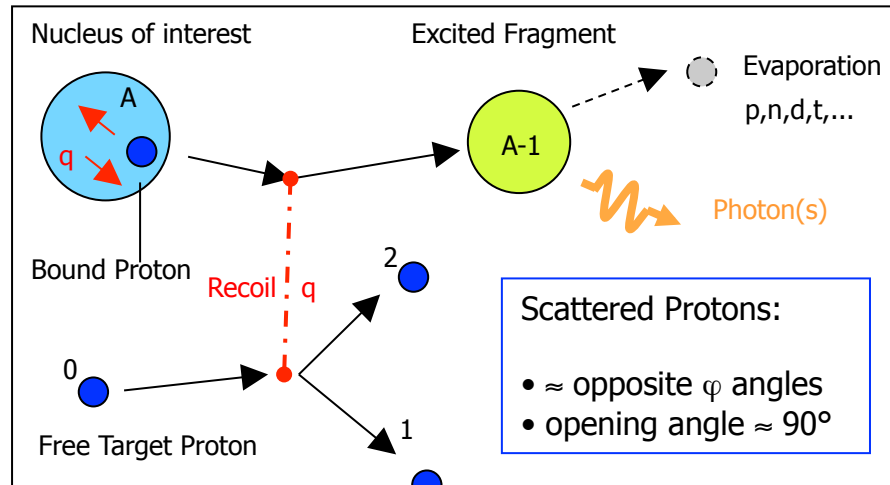 Nucleus of interest
Excited Fragment
Evaporation
p,n,d,t,...
A
q
A-1
Photon(s)
Bound Proton
Recoil q
2
0
1
Free Target Proton
Scattered Protons:
• ≈ opposite φ angles
• opening angle ≈ 90°